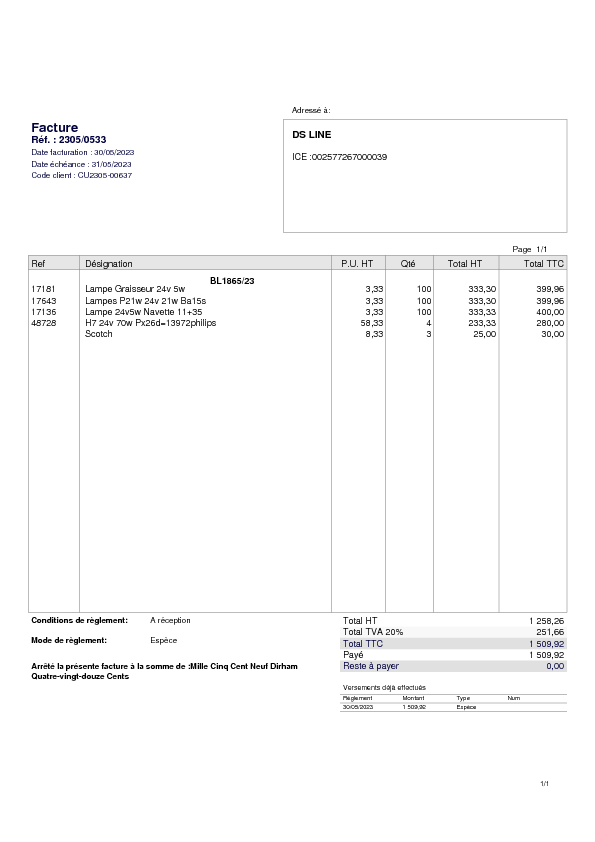 Adressé à:
Facture
Réf. : 2305/0533
Date facturation : 30/05/2023
Date échéance : 31/05/2023
Code client : CU2305-00637
DS LINE
ICE :002577267000039
Page 1/1
Ref Désignation P.U. HT Qté Total HT Total TTC
BL1865/23
17181 Lampe Graisseur 24v 5w 3,33 100 333,30 399,96
17643 Lampes P21w 24v 21w Ba15s 3,33 100 333,30 399,96
17136 Lampe 24v5w Navette 11+35 3,33 100 333,33 400,00
48728 H7 24v 70w Px26d=13972philips 58,33 4 233,33 280,00
Scotch 8,33 3 25,00 30,00
Conditions de règlement: A réception
Mode de règlement: Espèce
Arrêté la présente facture à la somme de :Mille Cinq Cent Neuf Dirham
Quatre-vingt-douze Cents
Total HT 1 258,26
Total TVA 20% 251,66
Total TTC 1 509,92
Payé 1 509,92
Reste à payer 0,00
Versements déjà effectués
Règlement Montant Type Num
30/05/2023 1 509,92 Espèce
1/1